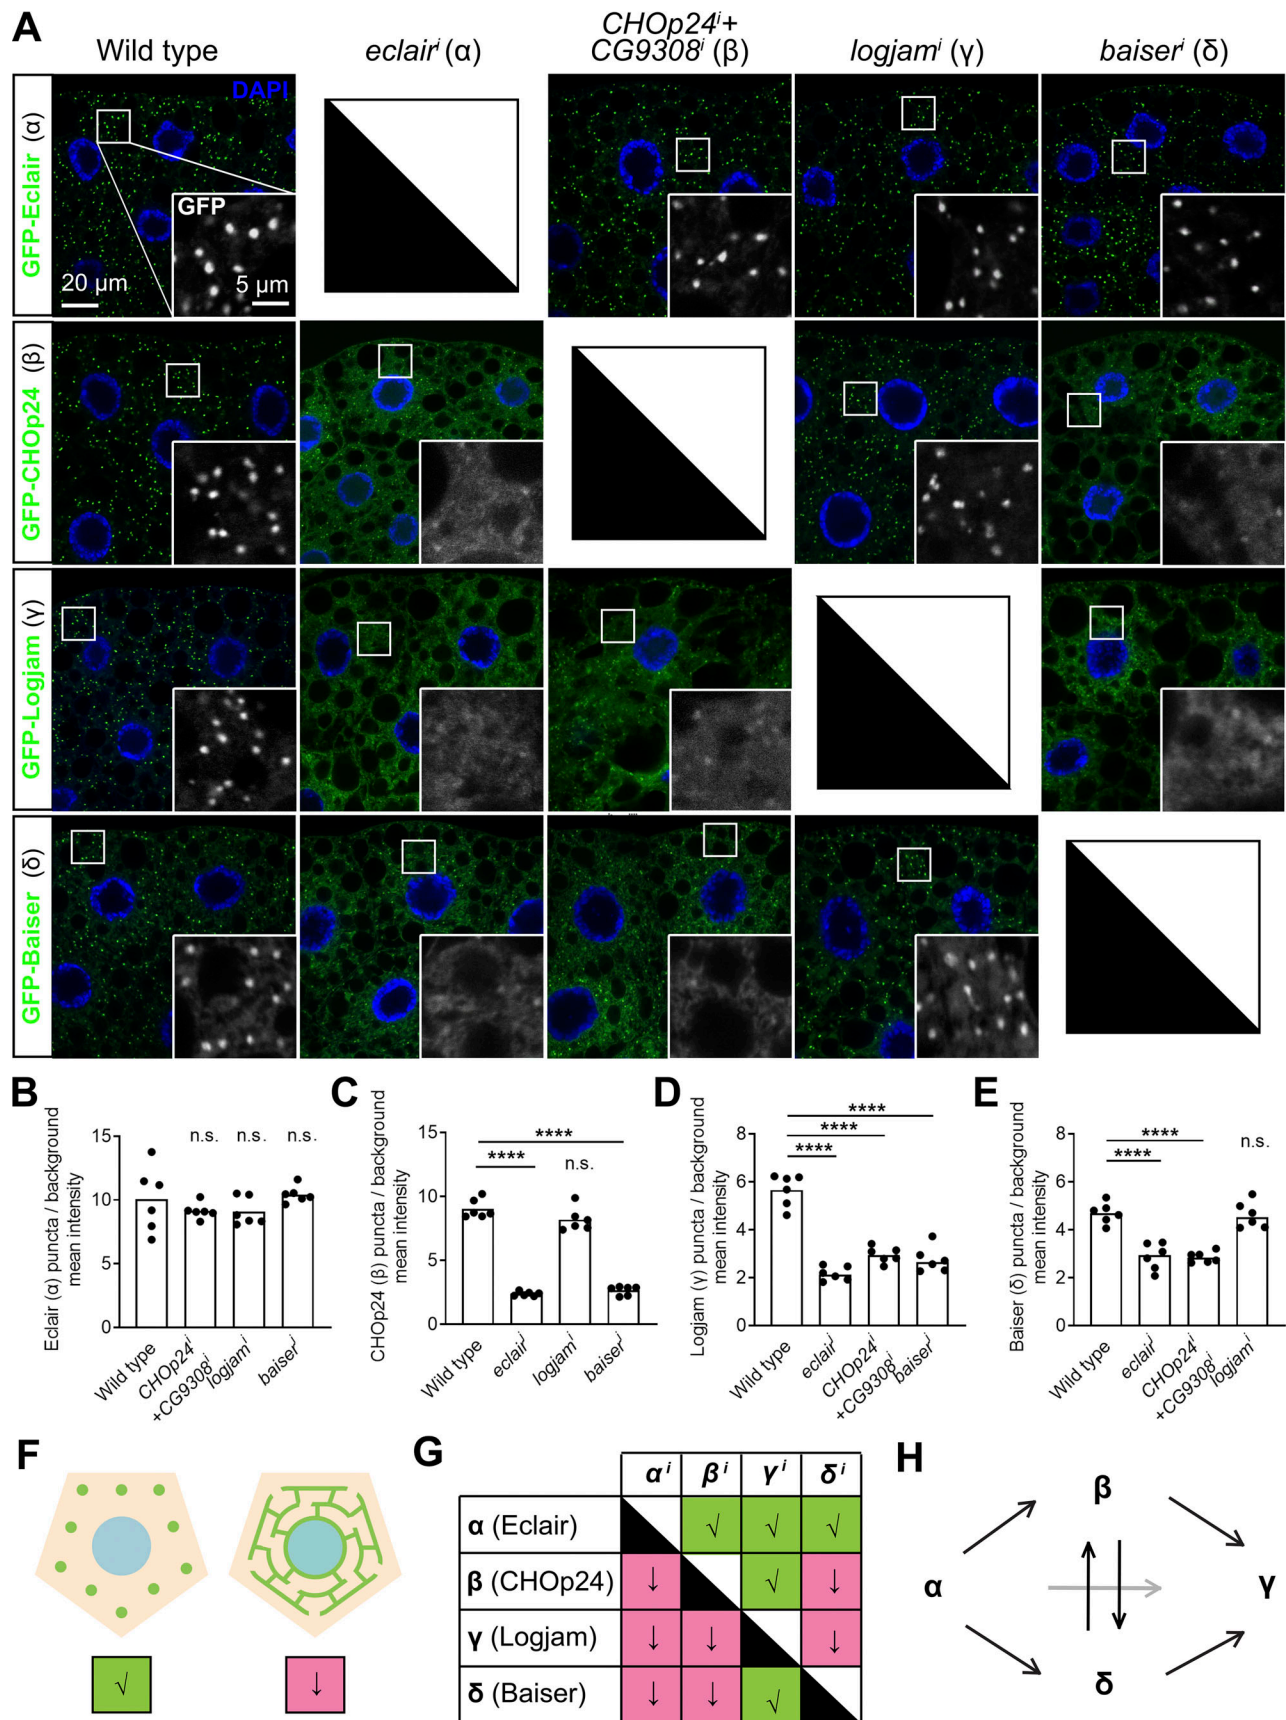 A
Wild type
eclairⁱ (α)
CHOp24ⁱ+
CG9308ⁱ (β)
logjamⁱ (γ)
baiserⁱ (δ)
GFP-Eclair (α)
DAPI
GFP
20 µm
5 µm
GFP-CHOp24 (β)
GFP-Logjam (γ)
GFP-Baiser (δ)
B
Eclair (α) puncta / background
mean intensity
15
10
5
0
n.s.
n.s.
n.s.
Wild type
CHOp24ⁱ
+CG9308ⁱ
logjamⁱ
baiserⁱ
C
CHOp24 (β) puncta / background
mean intensity
15
10
5
0
****
****
n.s.
Wild type
eclairⁱ
logjamⁱ
baiserⁱ
D
Logjam (γ) puncta / background
mean intensity
8
6
4
2
0
****
****
****
Wild type
eclairⁱ
CHOp24ⁱ
+CG9308ⁱ
baiserⁱ
E
Baiser (δ) puncta / background
mean intensity
8
6
4
2
0
****
****
n.s.
Wild type
eclairⁱ
CHOp24ⁱ
+CG9308ⁱ
logjamⁱ
F
√
↓
G
αⁱ
βⁱ
γⁱ
δⁱ
α (Eclair)
√
√
√
β (CHOp24)
↓
√
↓
γ (Logjam)
↓
↓
↓
δ (Baiser)
↓
↓
√
H
β
α
γ
δ